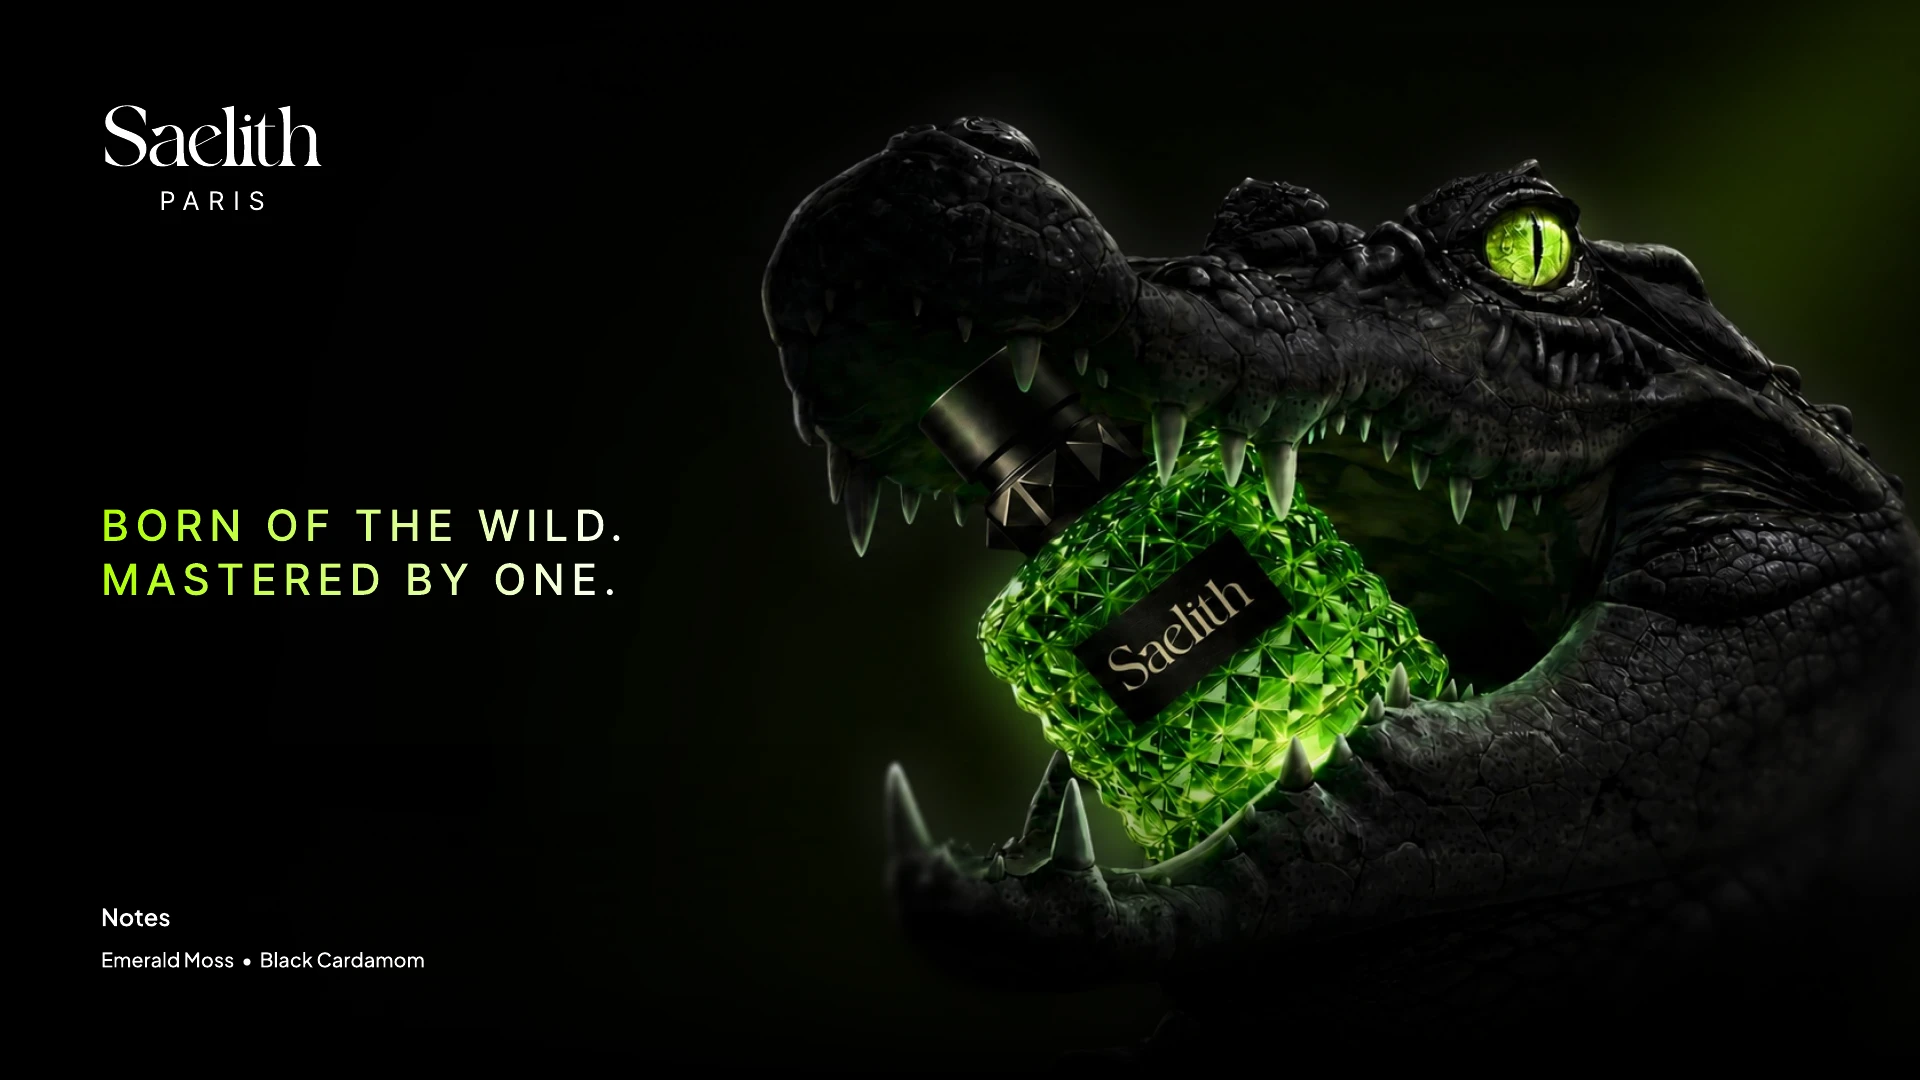 Saelith
PARIS
BORN OF THE WILD.
MASTERED BY ONE.
Saelith
Notes
Emerald Moss • Black Cardamom